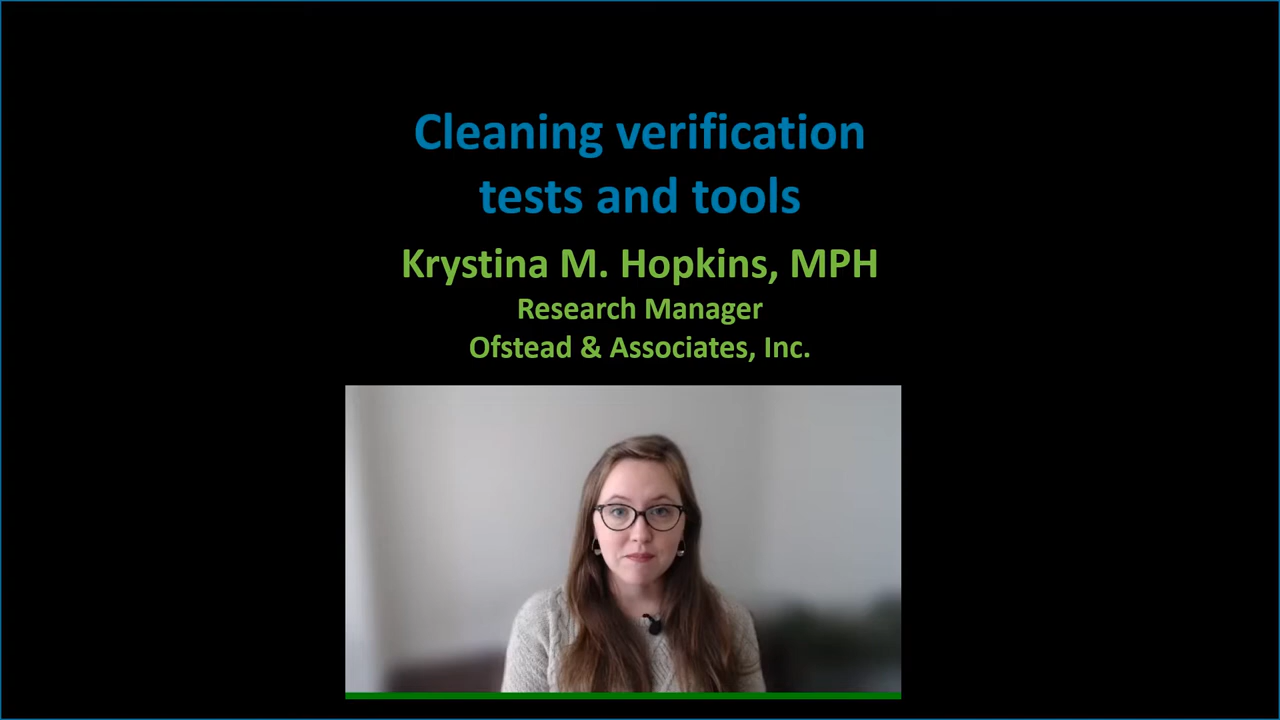 Cleaning verification
tests and tools
Krystina M. Hopkins, MPH
Research Manager
Ofstead & Associates, Inc.